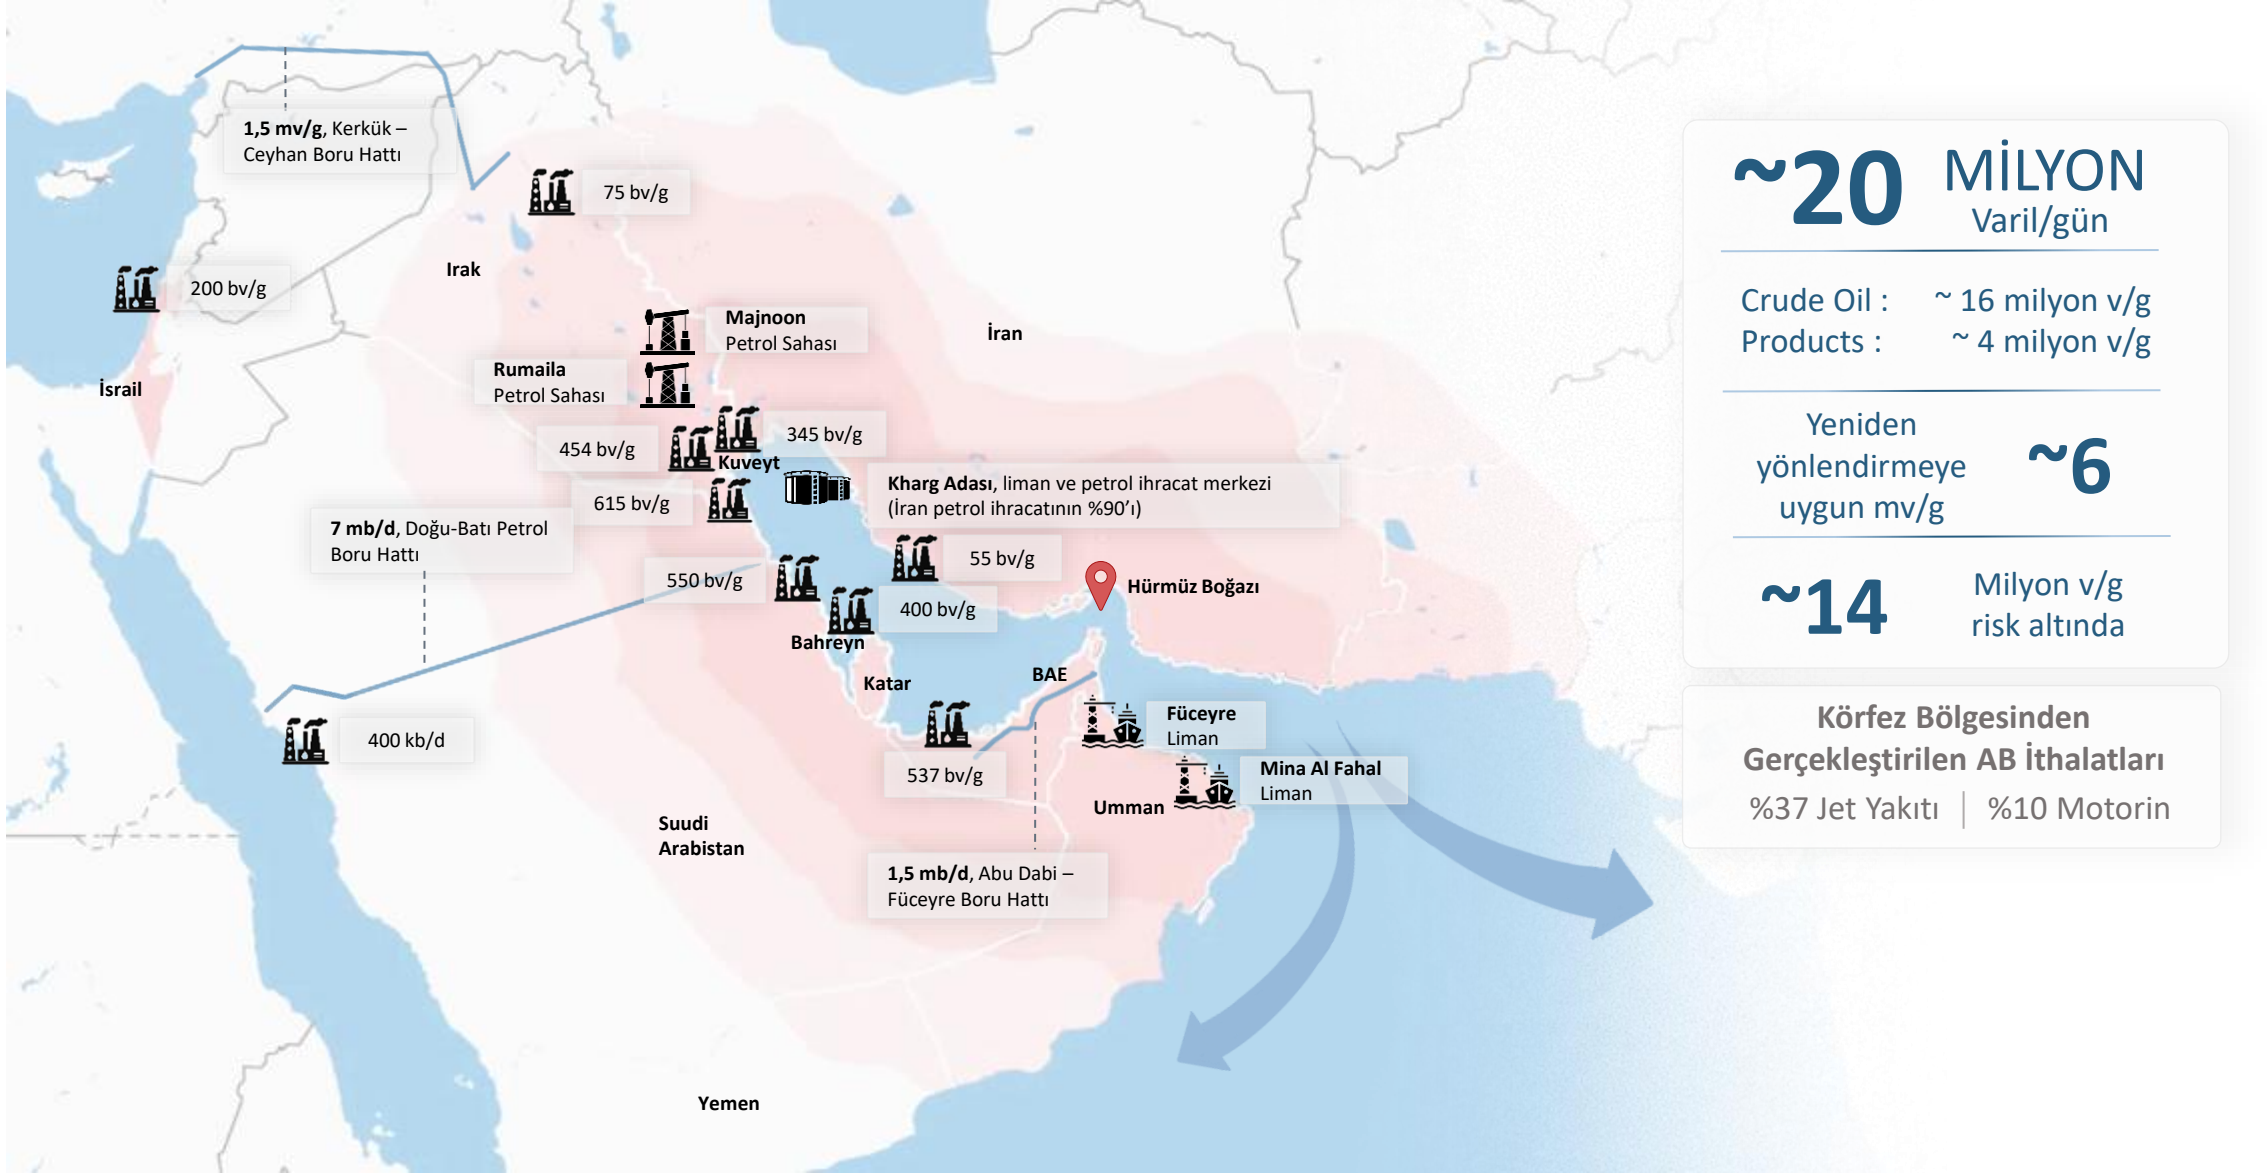 1,5 mv/g, Kerkük –
Ceyhan Boru Hattı
75 bv/g
200 bv/g
Irak
Majnoon
Petrol Sahası
İran
Rumaila
Petrol Sahası
İsrail
345 bv/g
454 bv/g
Kuveyt
615 bv/g
Kharg Adası, liman ve petrol ihracat merkezi
(İran petrol ihracatının %90’ı)
7 mb/d, Doğu-Batı Petrol
Boru Hattı
55 bv/g
550 bv/g
Hürmüz Boğazı
400 bv/g
Bahreyn
Katar
BAE
400 kb/d
Füceyre
Liman
537 bv/g
Mina Al Fahal
Liman
Umman
Suudi
Arabistan
1,5 mb/d, Abu Dabi –
Füceyre Boru Hattı
Yemen
~20 MİLYON
Varil/gün
Crude Oil : ~ 16 milyon v/g
Products : ~ 4 milyon v/g
Yeniden
yönlendirmeye
uygun mv/g
~6
~14
Milyon v/g
risk altında
Körfez Bölgesinden
Gerçekleştirilen AB İthalatları
%37 Jet Yakıtı | %10 Motorin